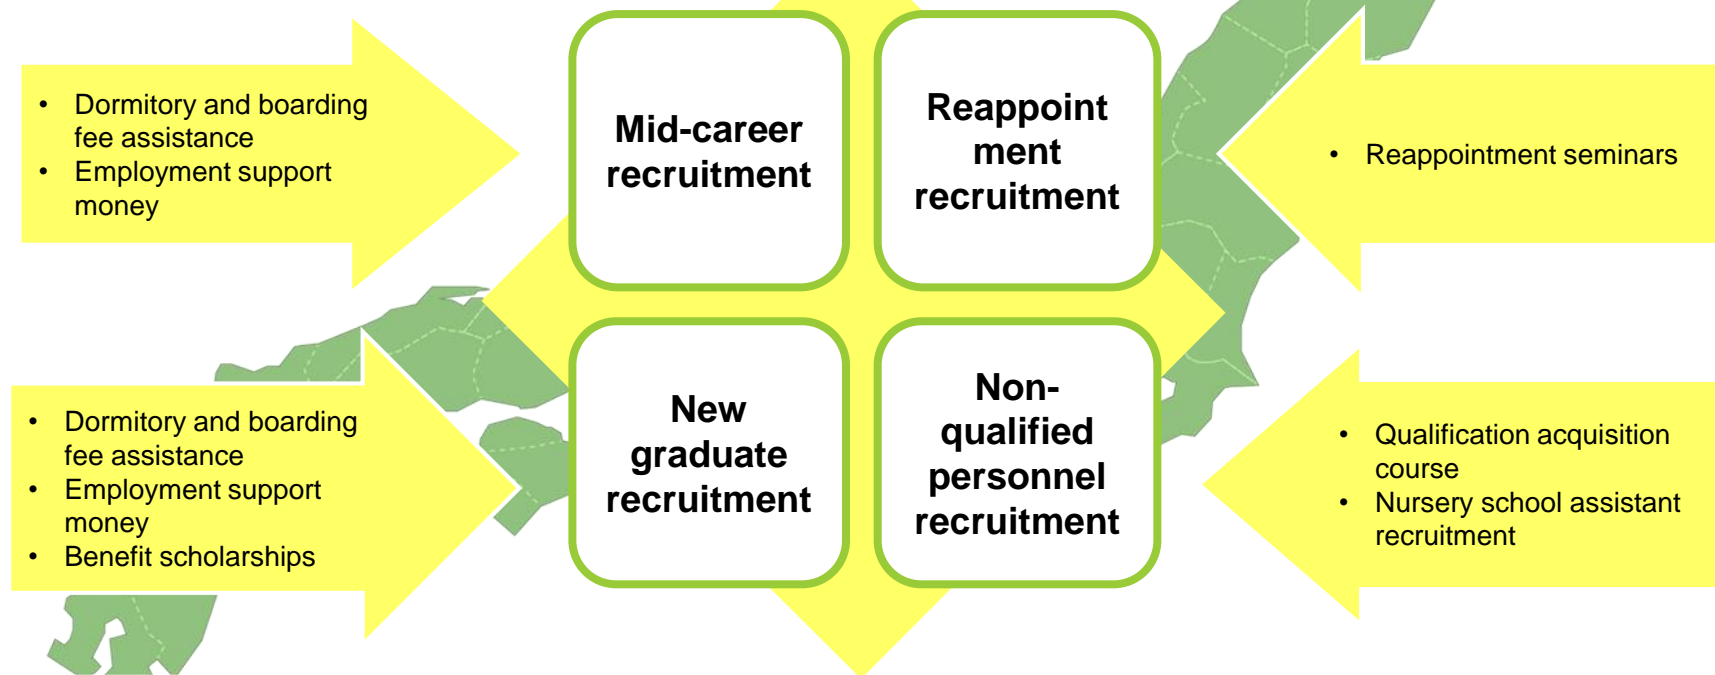 • Dormitory and boarding
fee assistance
• Employment support
money
Mid-career
recruitment
Reappoint
ment
recruitment
• Reappointment seminars
• Dormitory and boarding
fee assistance
• Employment support
money
• Benefit scholarships
New
graduate
recruitment
Non-
qualified
personnel
recruitment
• Qualification acquisition
course
• Nursery school assistant
recruitment